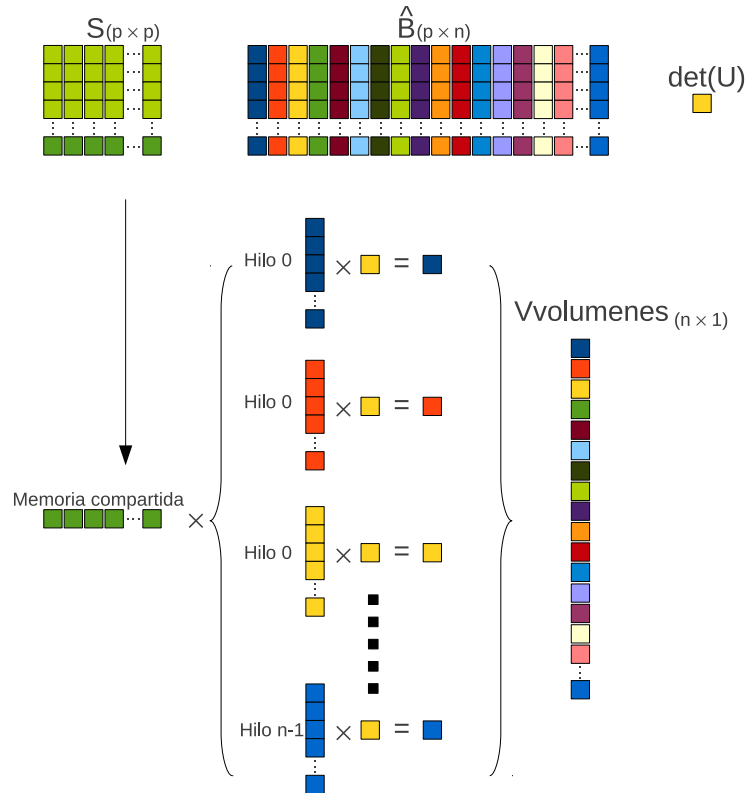 S(p × p)
B̂(p × n)
det(U)
Hilo 0 × =
Vvolumenes (n × 1)
Hilo 0 × =
Memoria compartida
×
Hilo 0 × =
Hilo n-1 × =